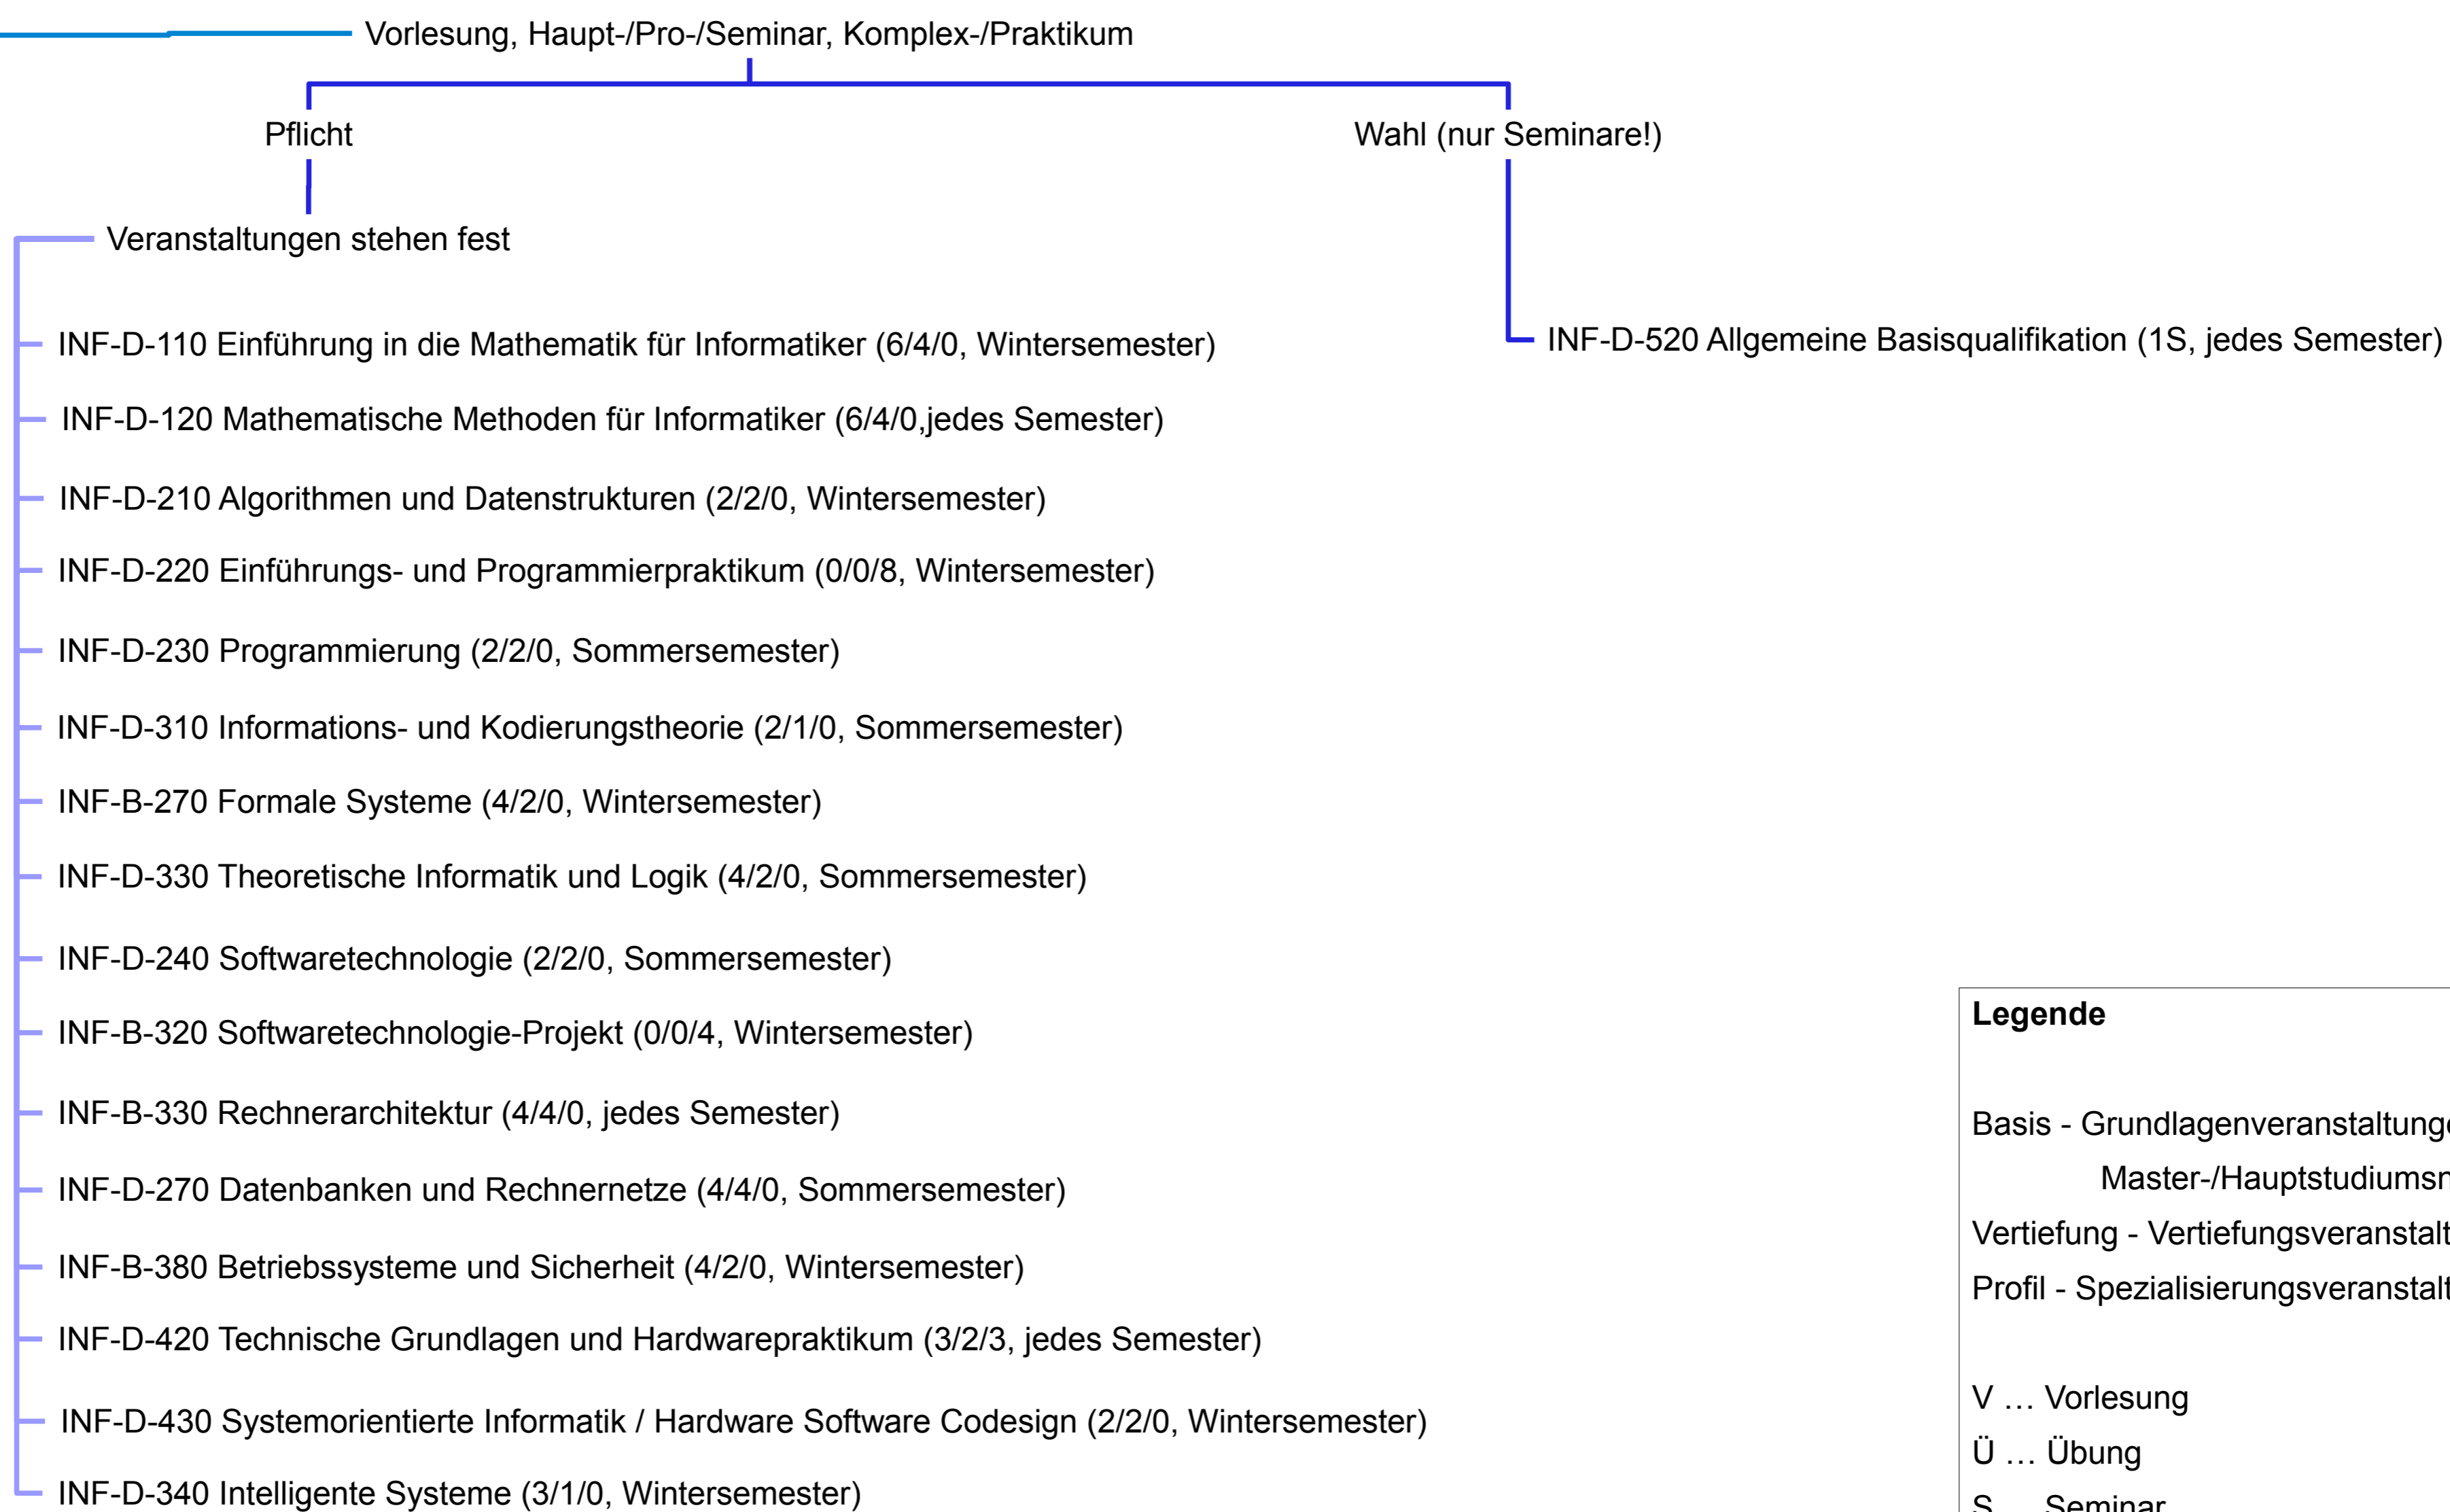 Vorlesung, Haupt-/Pro-/Seminar, Komplex-/Praktikum
Pflicht
Wahl (nur Seminare!)
Veranstaltungen stehen fest
INF-D-110 Einführung in die Mathematik für Informatiker (6/4/0, Wintersemester)
INF-D-520 Allgemeine Basisqualifikation (1S, jedes Semester)
INF-D-120 Mathematische Methoden für Informatiker (6/4/0,jedes Semester)
INF-D-210 Algorithmen und Datenstrukturen (2/2/0, Wintersemester)
INF-D-220 Einführungs- und Programmierpraktikum (0/0/8, Wintersemester)
INF-D-230 Programmierung (2/2/0, Sommersemester)
INF-D-310 Informations- und Kodierungstheorie (2/1/0, Sommersemester)
INF-B-270 Formale Systeme (4/2/0, Wintersemester)
INF-D-330 Theoretische Informatik und Logik (4/2/0, Sommersemester)
INF-D-240 Softwaretechnologie (2/2/0, Sommersemester)
INF-B-320 Softwaretechnologie-Projekt (0/0/4, Wintersemester)
INF-B-330 Rechnerarchitektur (4/4/0, jedes Semester)
INF-D-270 Datenbanken und Rechnernetze (4/4/0, Sommersemester)
INF-B-380 Betriebssysteme und Sicherheit (4/2/0, Wintersemester)
INF-D-420 Technische Grundlagen und Hardwarepraktikum (3/2/3, jedes Semester)
INF-D-430 Systemorientierte Informatik / Hardware Software Codesign (2/2/0, Wintersemester)
INF-D-340 Intelligente Systeme (3/1/0, Wintersemester)
Legende
Basis - Grundlagenveranstaltung
Master-/Hauptstudiums
Vertiefung - Vertiefungsveranstalt
Profil - Spezialisierungsveranstalt
V … Vorlesung
Ü … Übung
S … Seminar